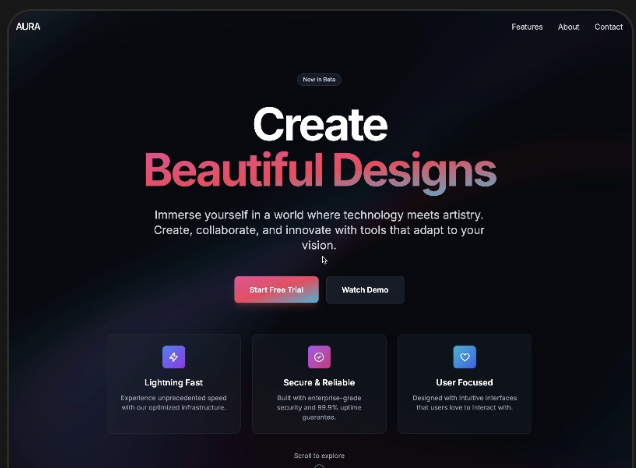 AURA
Features About Contact
Now in Beta
Create
Beautiful Designs
Immerse yourself in a world where technology meets artistry.
Create, collaborate, and innovate with tools that adapt to your
vision.
Start Free Trial
Watch Demo
Lightning Fast
Experience unprecedented speed
with our optimized infrastructure.
Secure & Reliable
Built with enterprise-grade
security and 99.9% uptime
guarantee.
User Focused
Designed with intuitive interfaces
that users love to interact with.
Scroll to explore